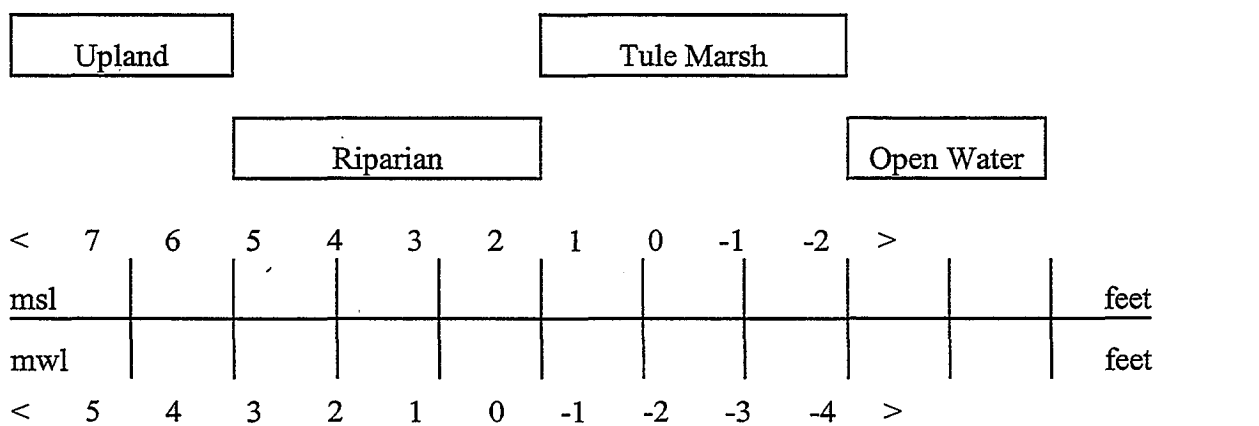 Upland Tule Marsh
Riparian Open Water
< 7 6 5 4 3 2 1 0 -1 -2 >
msl feet
mwl feet
< 5 4 3 2 1 0 -1 -2 -3 -4 >